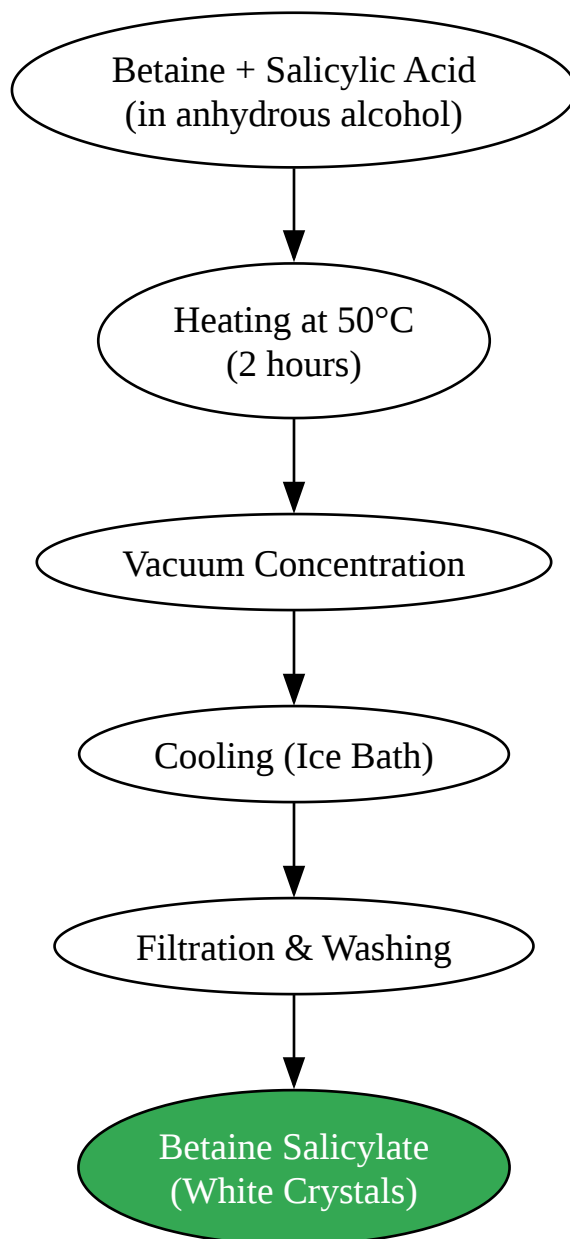 Betaine + Salicylic Acid
(in anhydrous alcohol)
Heating at 50°C
(2 hours)
Vacuum Concentration
Cooling (Ice Bath)
Filtration & Washing
Betaine Salicylate
(White Crystals)